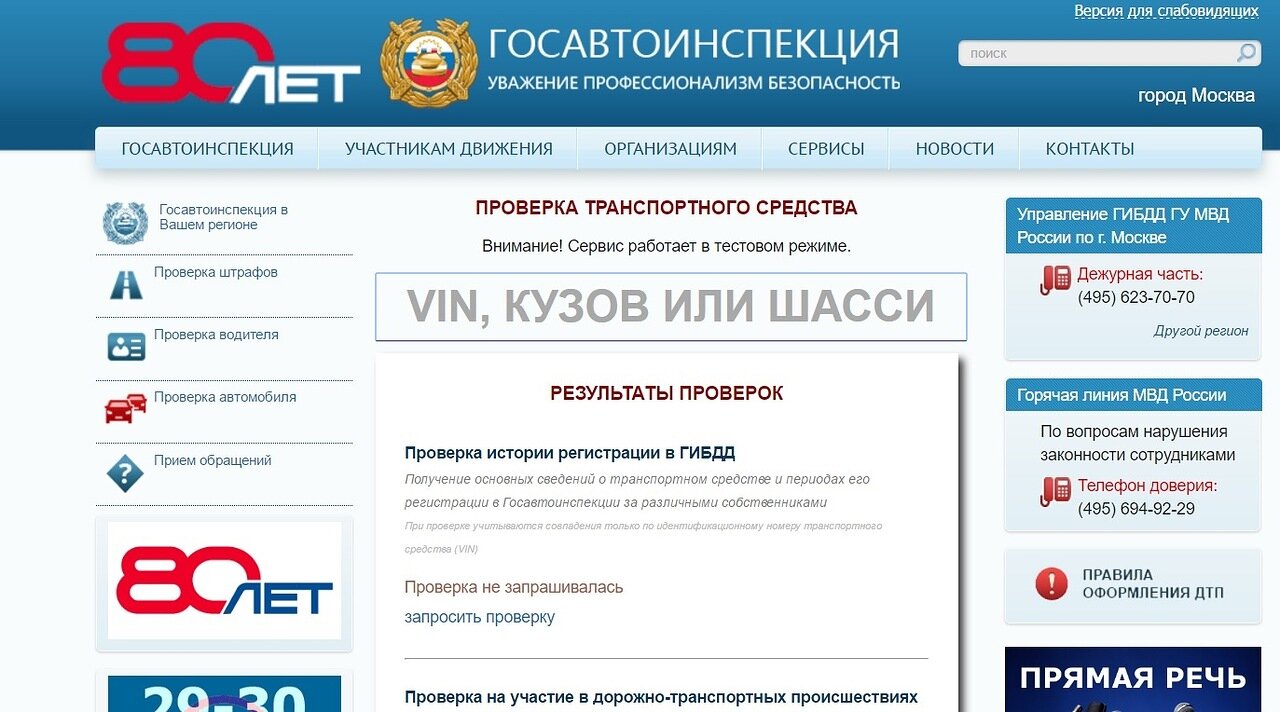 Версия для слабовидящих
80 ЛЕТ
ГОСАВТОИНСПЕКЦИЯ
УВАЖЕНИЕ ПРОФЕССИОНАЛИЗМ БЕЗОПАСНОСТЬ
поиск
город Москва
ГОСАВТОИНСПЕКЦИЯ УЧАСТНИКАМ ДВИЖЕНИЯ ОРГАНИЗАЦИЯМ СЕРВИСЫ НОВОСТИ КОНТАКТЫ
Госавтоинспекция в
Вашем регионе
Проверка штрафов
Проверка водителя
Проверка автомобиля
Прием обращений
80 ЛЕТ
29-30
ПРОВЕРКА ТРАНСПОРТНОГО СРЕДСТВА
Внимание! Сервис работает в тестовом режиме.
VIN, КУЗОВ ИЛИ ШАССИ
РЕЗУЛЬТАТЫ ПРОВЕРОК
Проверка истории регистрации в ГИБДД
Получение основных сведений о транспортном средстве и периодах его
регистрации в Госавтоинспекции за различными собственниками
При проверке учитываются совпадения только по идентификационному номеру транспортного
средства (VIN)
Проверка не запрашивалась
запросить проверку
Проверка на участие в дорожно-транспортных происшествиях
Управление ГИБДД ГУ МВД
России по г. Москве
Дежурная часть:
(495) 623-70-70
Другой регион
Горячая линия МВД России
По вопросам нарушения
законности сотрудниками
Телефон доверия:
(495) 694-92-29
ПРАВИЛА
ОФОРМЛЕНИЯ ДТП
ПРЯМАЯ РЕЧЬ